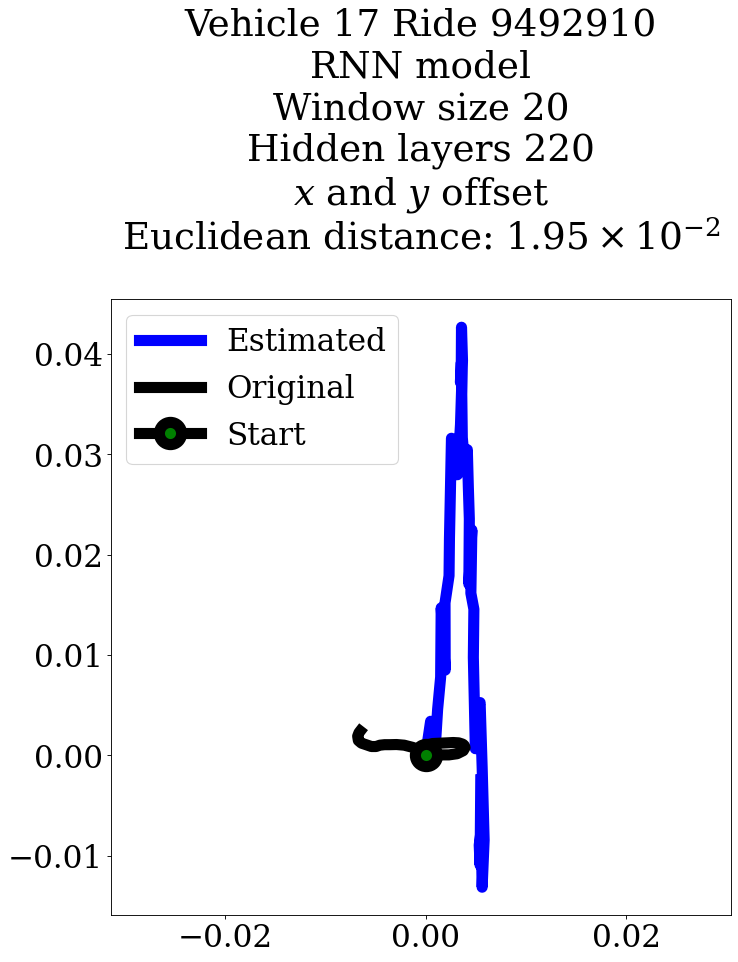 Vehicle 17 Ride 9492910
RNN model
Window size 20
Hidden layers 220
x and y offset
Euclidean distance: 1.95 × 10⁻²
Estimated
Original
Start
0.04
0.03
0.02
0.01
0.00
−0.01
−0.02 0.00 0.02